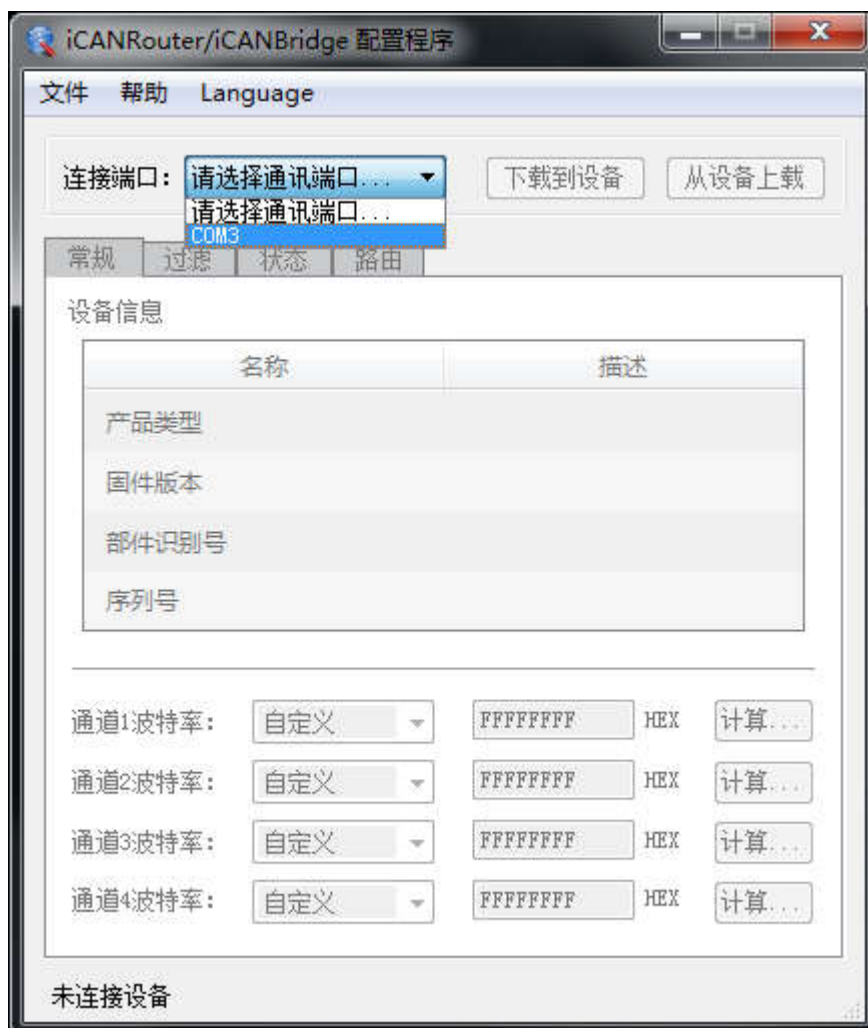 iCANRouter/iCANBridge 配置程序
文件 帮助 Language
连接端口： 请选择通讯端口... 下载到设备 从设备上载
请选择通讯端口...
COM3
常规 过滤 状态 路由
设备信息
名称 描述
产品类型
固件版本
部件识别号
序列号
通道1波特率： 自定义 FFFFFFFF HEX 计算...
通道2波特率： 自定义 FFFFFFFF HEX 计算...
通道3波特率： 自定义 FFFFFFFF HEX 计算...
通道4波特率： 自定义 FFFFFFFF HEX 计算...
未连接设备